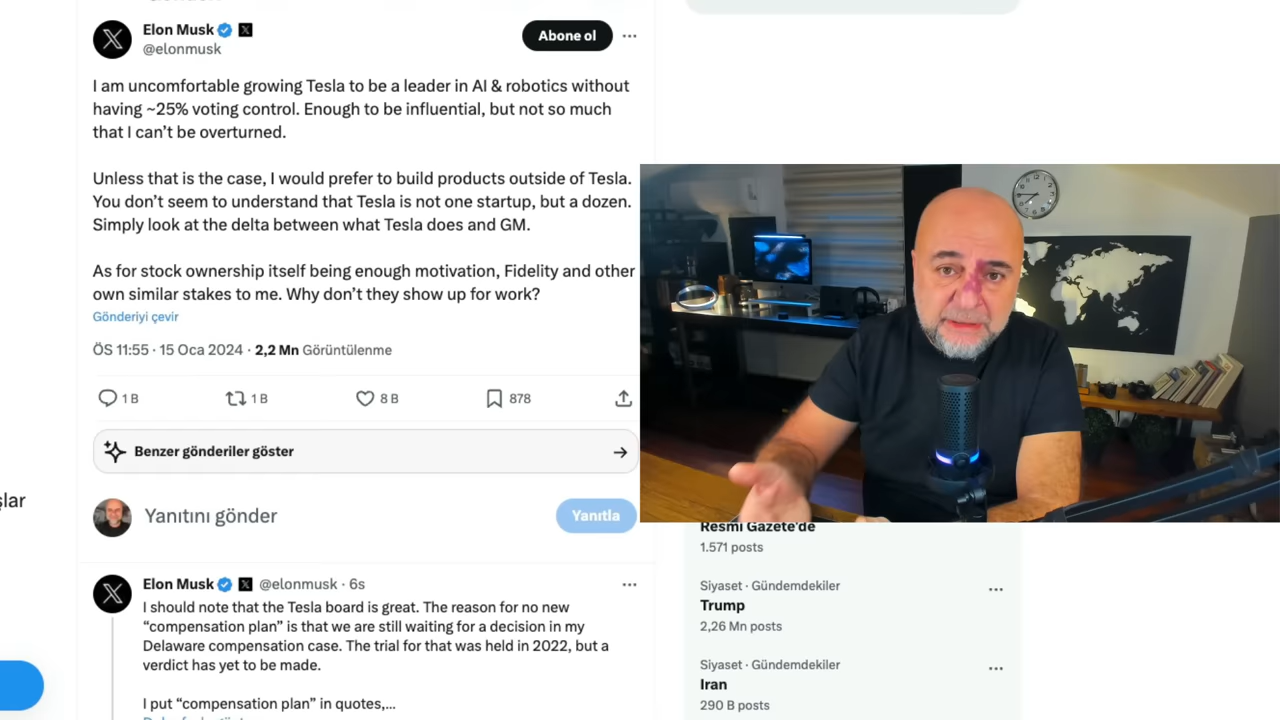 Elon Musk
@elonmusk
Abone ol
I am uncomfortable growing Tesla to be a leader in AI & robotics without
having ~25% voting control. Enough to be influential, but not so much
that I can’t be overturned.
Unless that is the case, I would prefer to build products outside of Tesla.
You don’t seem to understand that Tesla is not one startup, but a dozen.
Simply look at the delta between what Tesla does and GM.
As for stock ownership itself being enough motivation, Fidelity and other
own similar stakes to me. Why don’t they show up for work?
Gönderiyi çevir
ÖS 11:55 · 15 Oca 2024 · 2,2 Mn Görüntülenme
1 B 1 B 8 B 878
Benzer gönderiler göster
şlar
Yanıtını gönder
Yanıtla
Elon Musk @elonmusk · 6s
I should note that the Tesla board is great. The reason for no new
“compensation plan” is that we are still waiting for a decision in my
Delaware compensation case. The trial for that was held in 2022, but a
verdict has yet to be made.
I put “compensation plan” in quotes,...
Resmi Gazete'de
1.571 posts
Siyaset · Gündemdekiler
Trump
2,26 Mn posts
Siyaset · Gündemdekiler
Iran
290 B posts